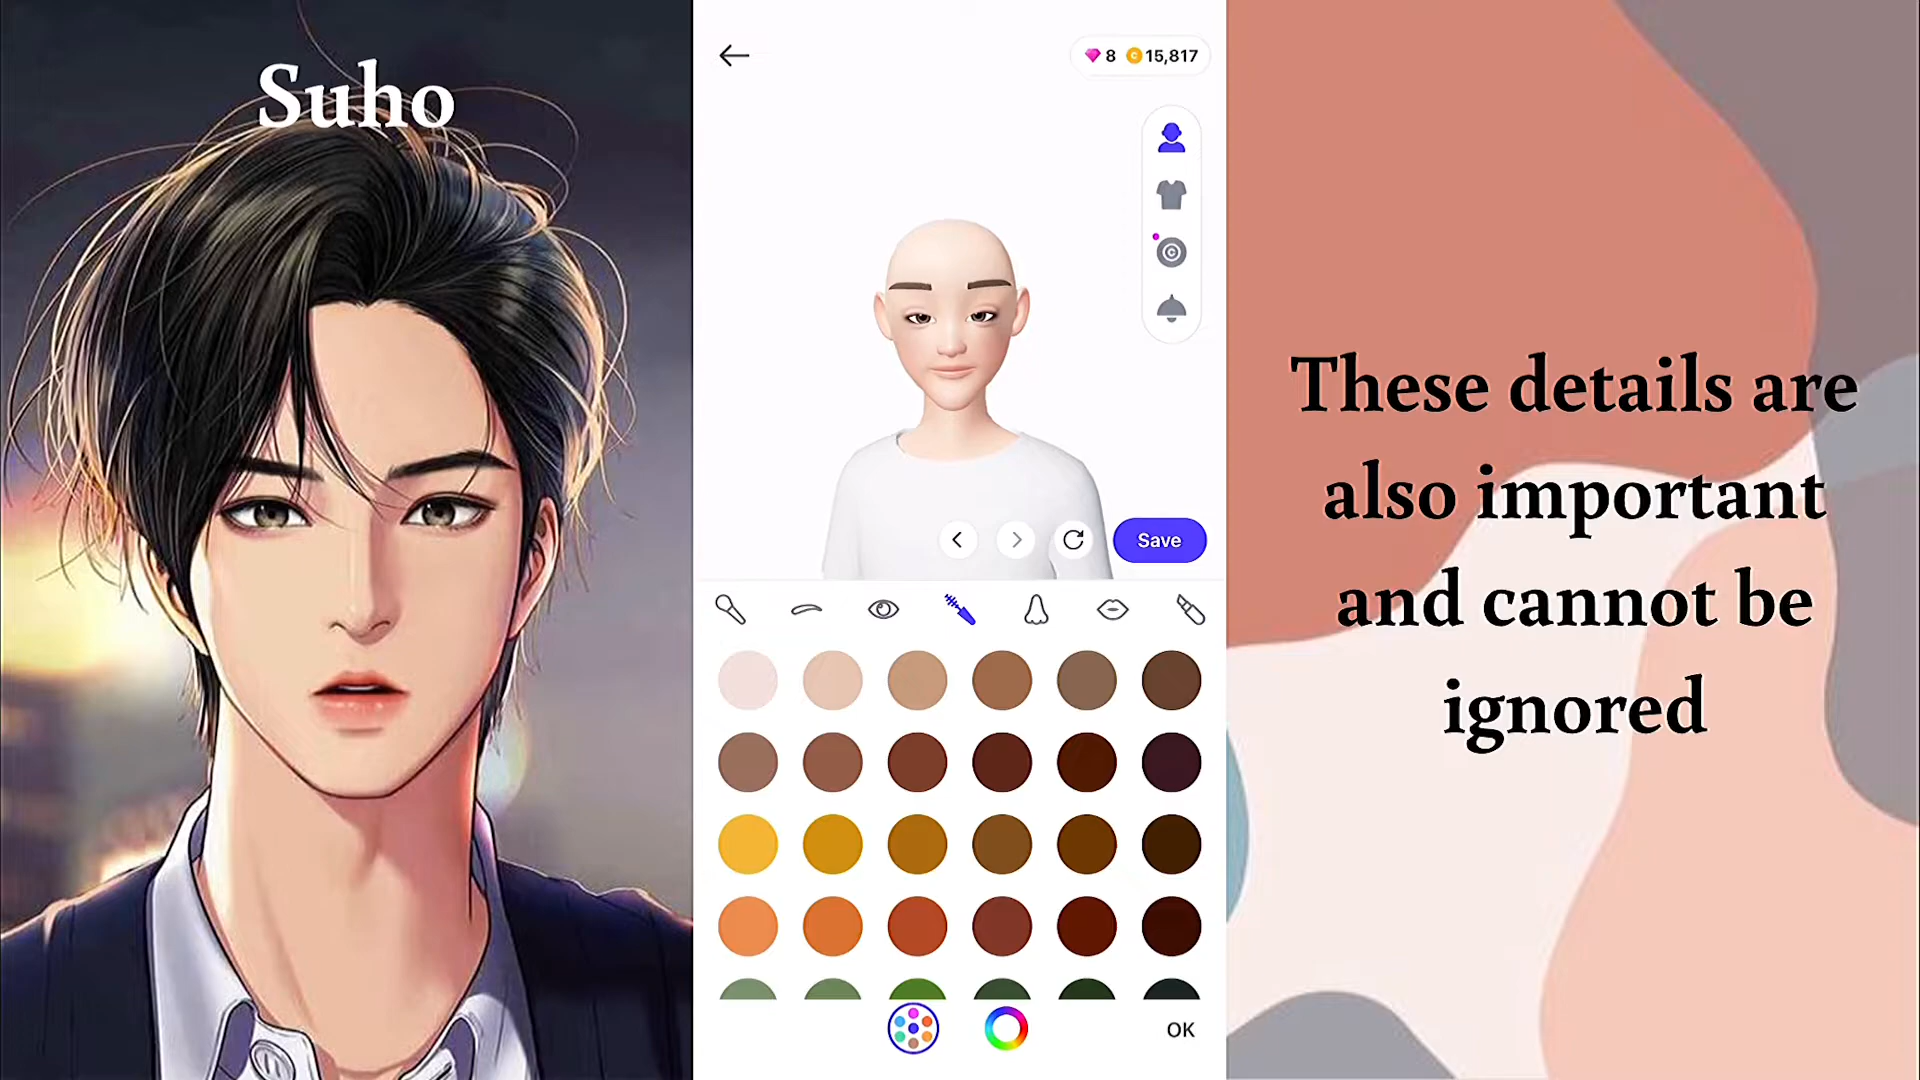 Suho
8 15,817
Save
OK
These details are
also important
and cannot be
ignored